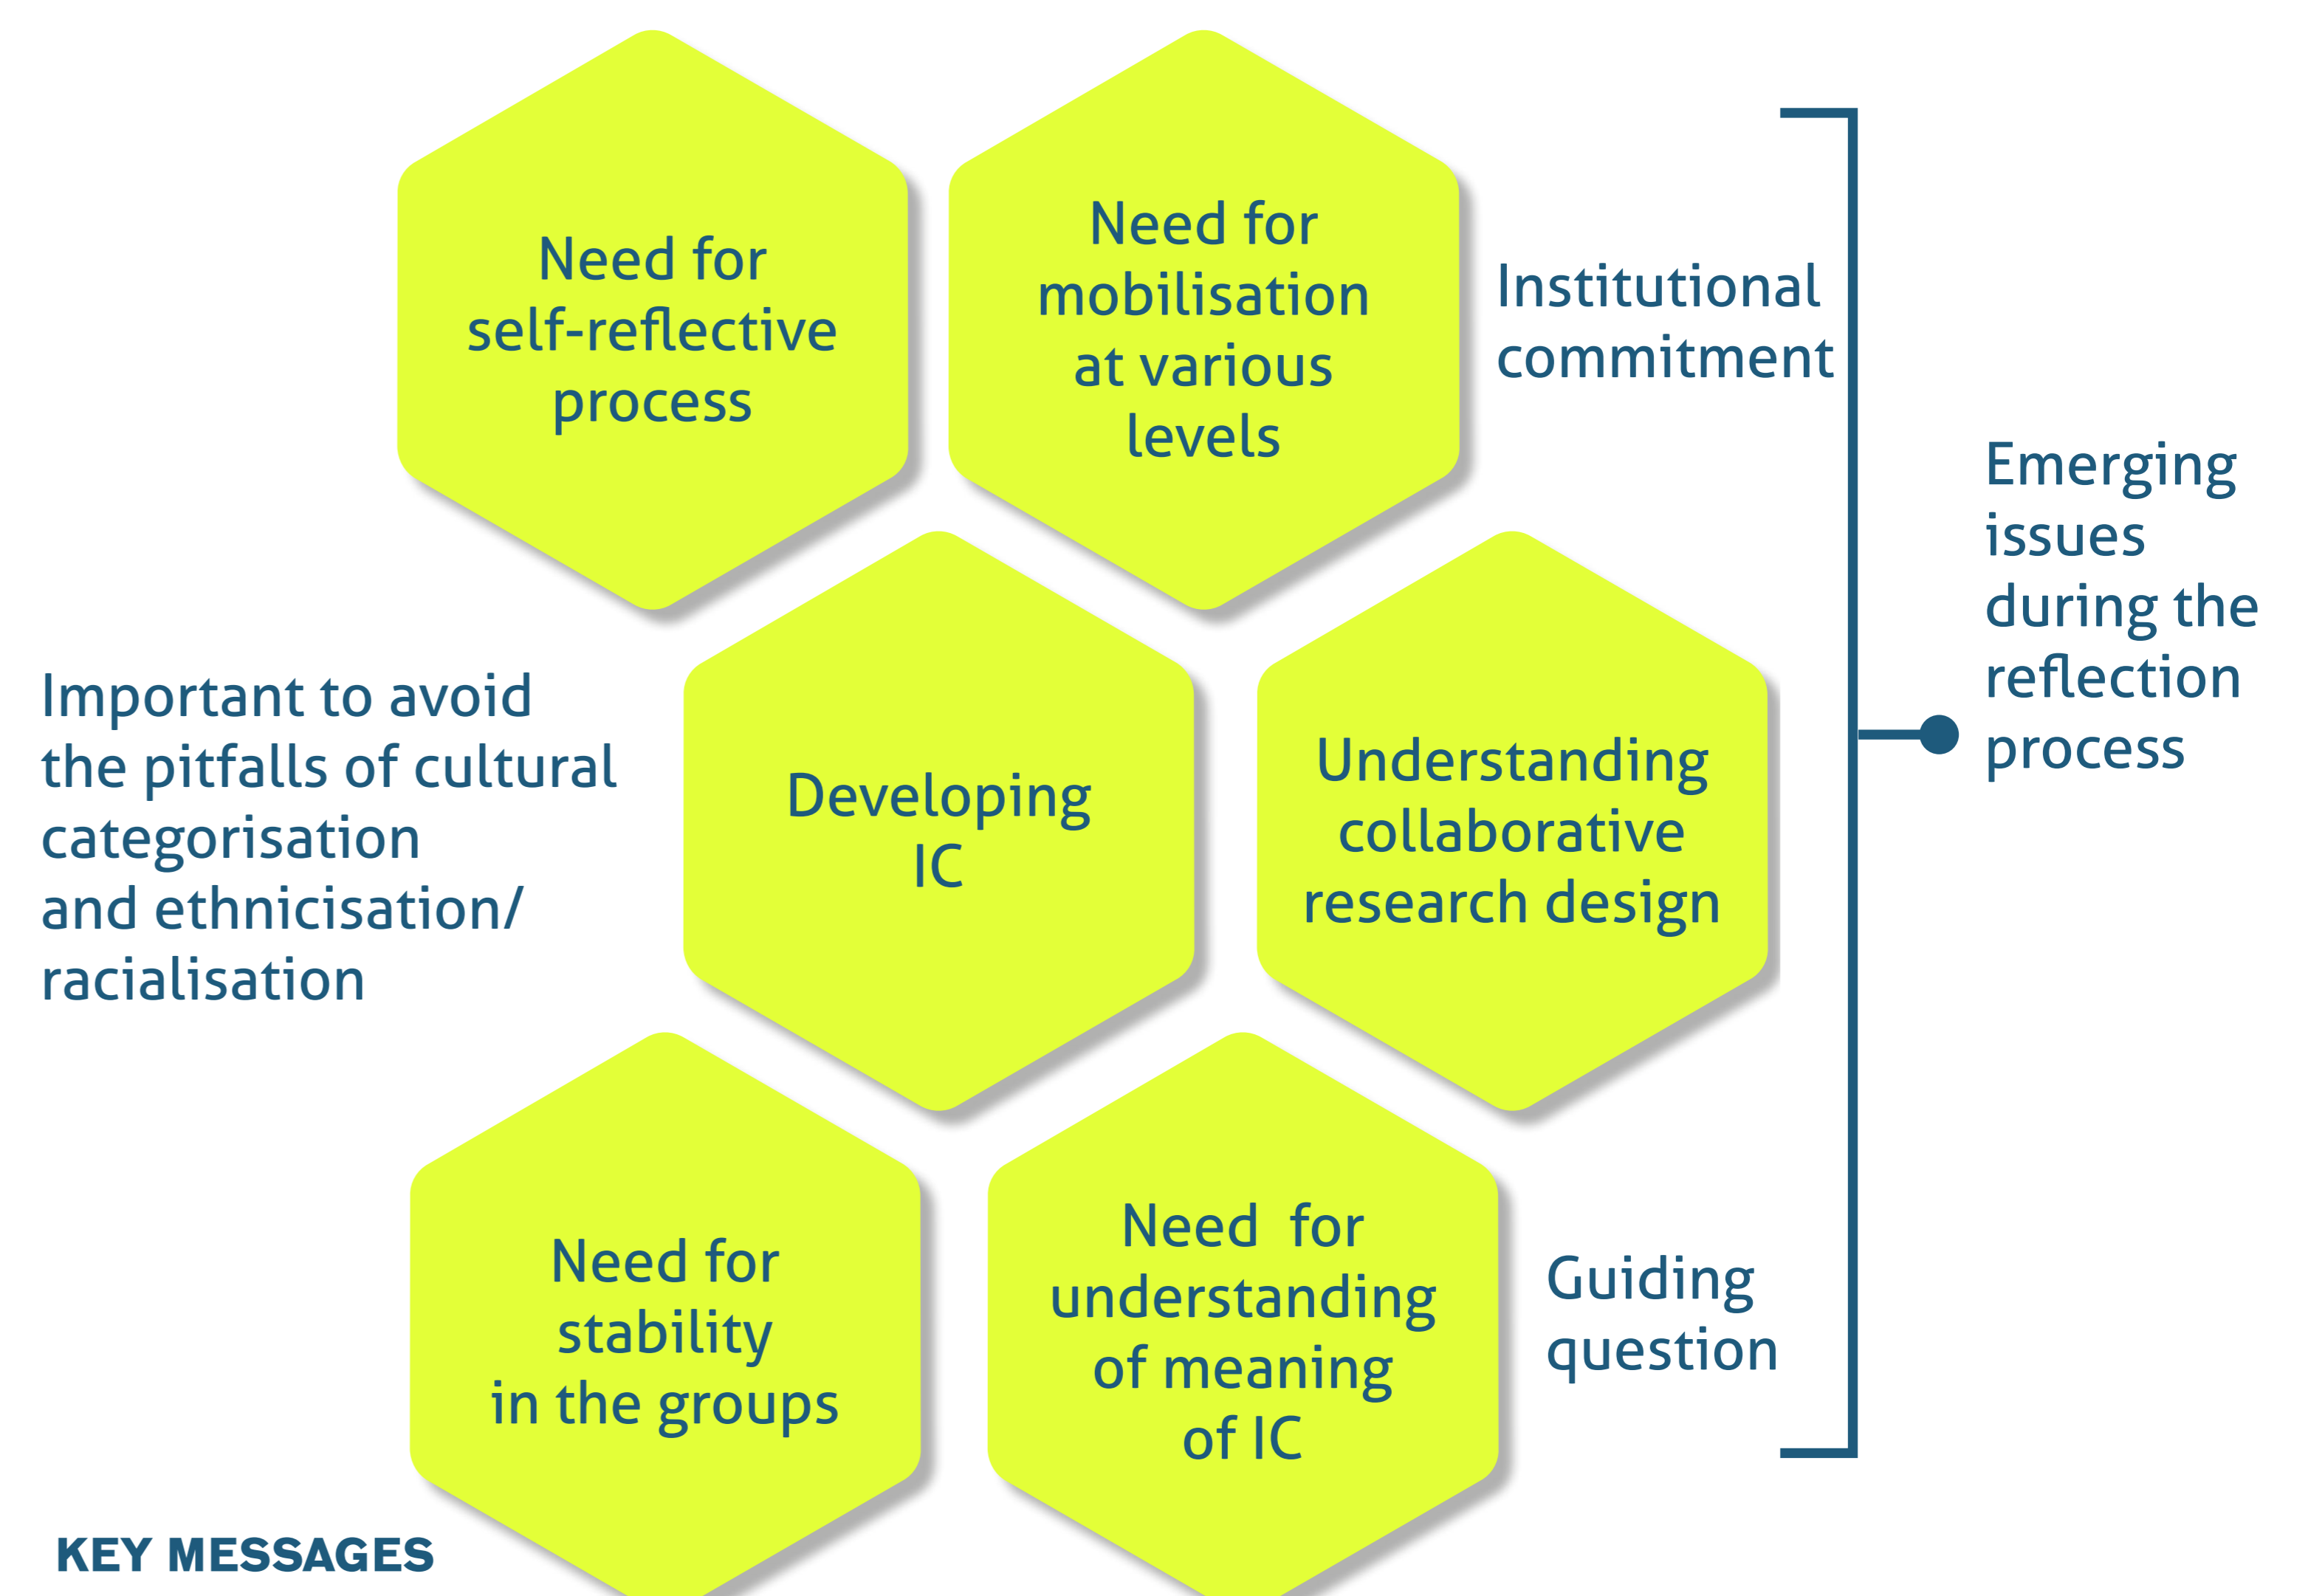 Need for
self-reflective
process
Need for
mobilisation
at various
levels
Institutional
commitment
Emerging
issues
during the
reflection
process
Important to avoid
the pitfalls of cultural
categorisation
and ethnicisation/
racialisation
Developing
IC
Understanding
collaborative
research design
Need for
stability
in the groups
Need for
understanding
of meaning
of IC
Guiding
question
KEY MESSAGES